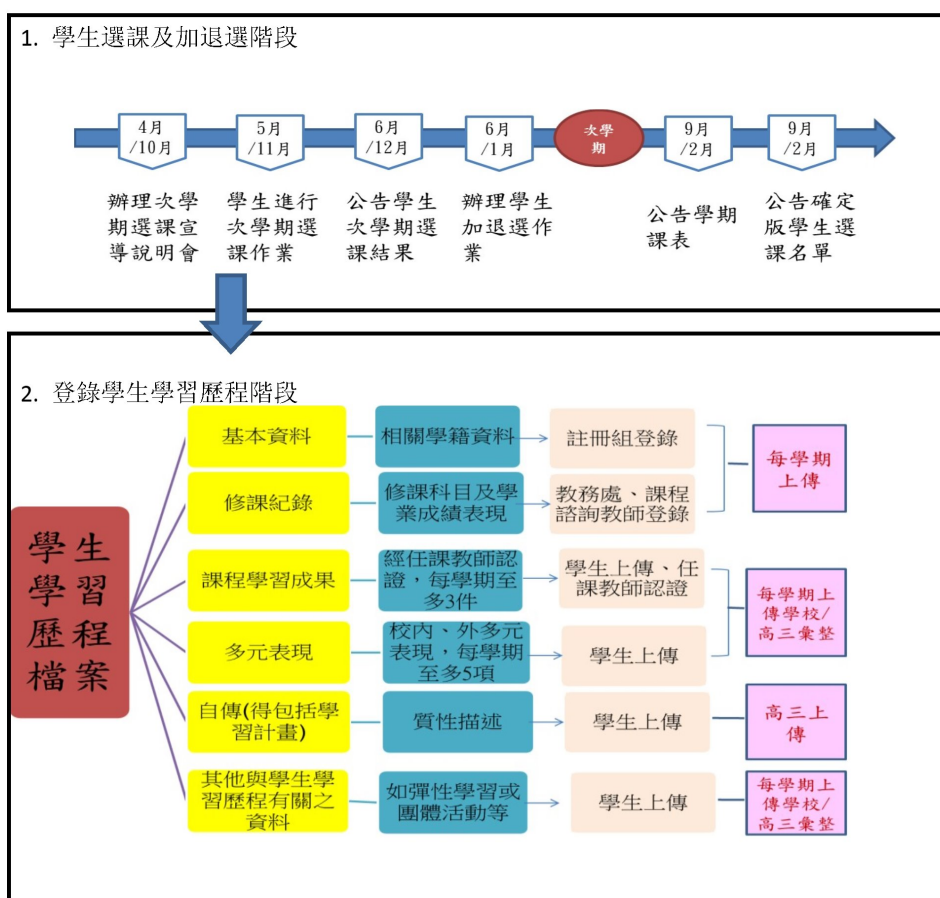 1. 學生選課及加退選階段
4月
/10月
5月
/11月
6月
/12月
6月
/1月
次學
期
9月
/2月
9月
/2月
辦理次學
期選課宣
導說明會
學生進行
次學期選
課作業
公告學生
次學期選
課結果
辦理學生
加退選作
業
公告學期
課表
公告確定
版學生選
課名單
2. 登錄學生學習歷程階段
學生
學習
歷程
檔案
基本資料
相關學籍資料
註冊組登錄
修課紀錄
修課科目及學
業成績表現
教務處、課程
諮詢教師登錄
每學期
上傳
課程學習成果
經任課教師認
證，每學期至
多3件
學生上傳、任
課教師認證
多元表現
校內、外多元
表現，每學期
至多5項
學生上傳
每學期上
傳學校/
高三彙整
自傳(得包括學
習計畫)
質性描述
學生上傳
高三上
傳
其他與學生學
習歷程有關之
資料
如彈性學習或
團體活動等
學生上傳
每學期上
傳學校/
高三彙整